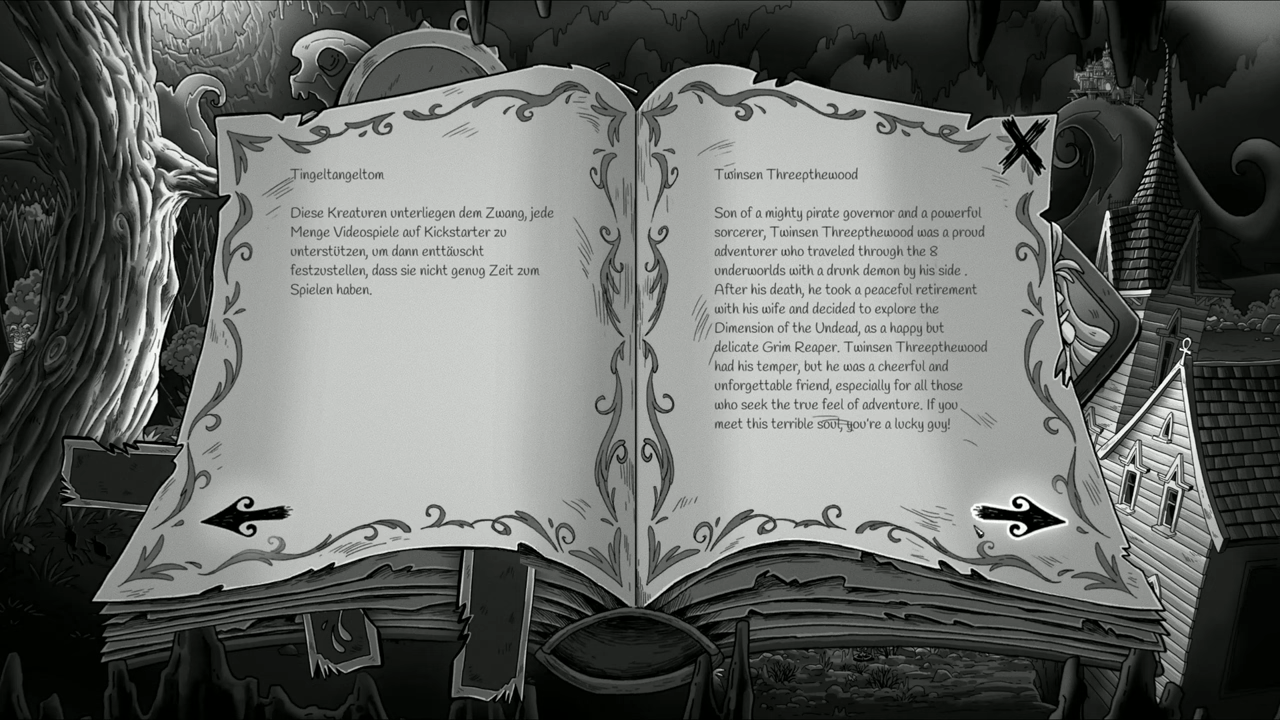 Tingeltangeltom
Diese Kreaturen unterliegen dem Zwang, jede
Menge Videospiele auf Kickstarter zu
unterstützen, um dann enttäuscht
festzustellen, dass sie nicht genug Zeit zum
Spielen haben.
Twinsen Threepthewood
Son of a mighty pirate governor and a powerful
sorcerer, Twinsen Threepthewood was a proud
adventurer who traveled through the 8
underworlds with a drunk demon by his side .
After his death, he took a peaceful retirement
with his wife and decided to explore the
Dimension of the Undead, as a happy but
delicate Grim Reaper. Twinsen Threepthewood
had his temper, but he was a cheerful and
unforgettable friend, especially for all those
who seek the true feel of adventure. If you
meet this terrible soul, you're a lucky guy!